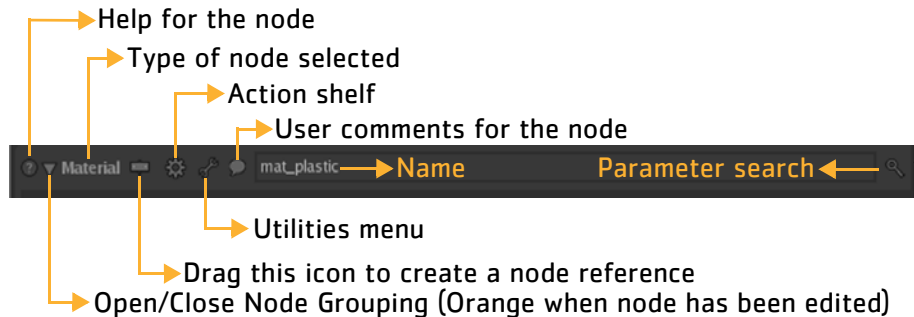 Help for the node
Type of node selected
Action shelf
User comments for the node
? Material mat_plastic Name Parameter search
Utilities menu
Drag this icon to create a node reference
Open/Close Node Grouping (Orange when node has been edited)